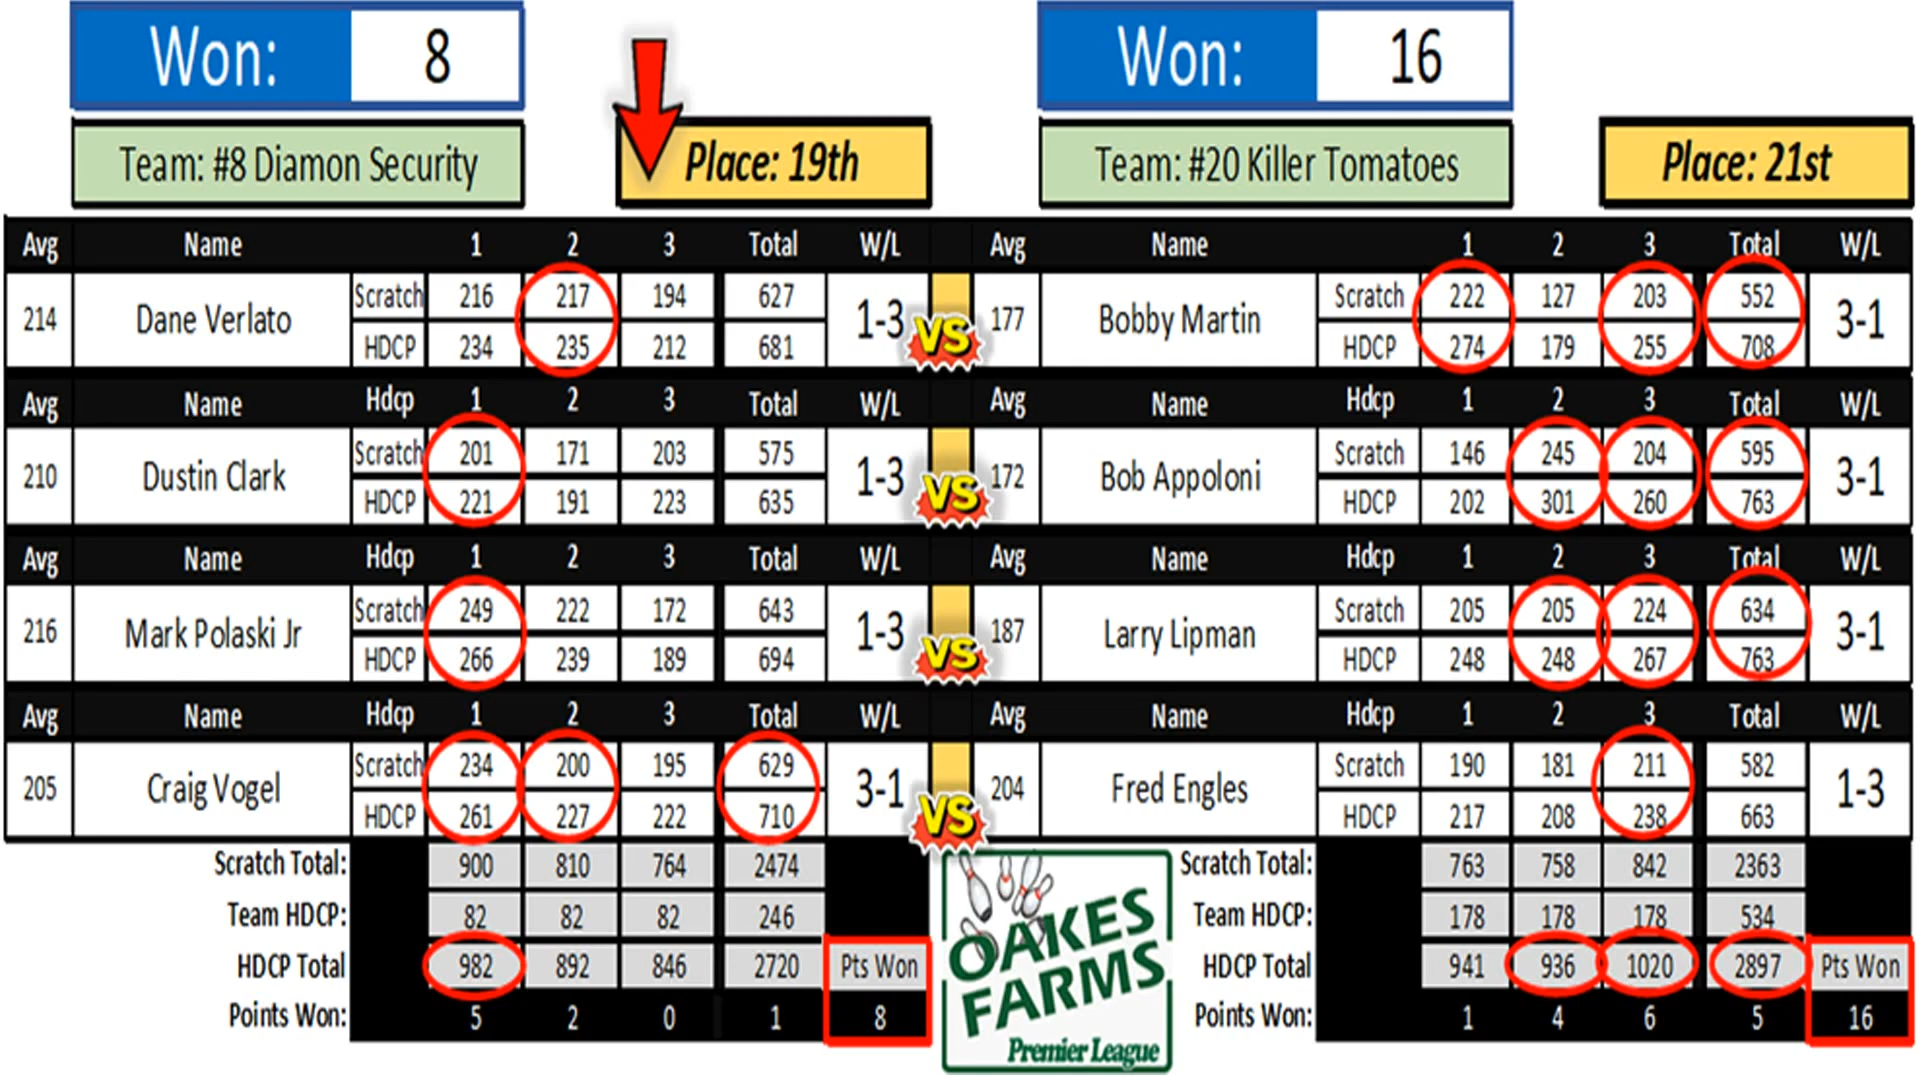 Won: 8 Won: 16
Team: #8 Diamon Security Place: 19th Team: #20 Killer Tomatoes Place: 21st
Avg Name 1 2 3 Total W/L Avg Name 1 2 3 Total W/L
214 Dane Verlato Scratch 216 217 194 627 1-3 VS 177 Bobby Martin Scratch 222 127 203 552 3-1
HDCP 234 235 212 681 HDCP 274 179 255 708
Avg Name Hdcp 1 2 3 Total W/L Avg Name Hdcp 1 2 3 Total W/L
210 Dustin Clark Scratch 201 171 203 575 1-3 VS 172 Bob Appoloni Scratch 146 245 204 595 3-1
HDCP 221 191 223 635 HDCP 202 301 260 763
Avg Name Hdcp 1 2 3 Total W/L Avg Name Hdcp 1 2 3 Total W/L
216 Mark Polaski Jr Scratch 249 222 172 643 1-3 VS 187 Larry Lipman Scratch 205 205 224 634 3-1
HDCP 266 239 189 694 HDCP 248 248 267 763
Avg Name Hdcp 1 2 3 Total W/L Avg Name Hdcp 1 2 3 Total W/L
205 Craig Vogel Scratch 234 200 195 629 3-1 VS 204 Fred Engles Scratch 190 181 211 582 1-3
HDCP 261 227 222 710 HDCP 217 208 238 663
Scratch Total: 900 810 764 2474 Scratch Total: 763 758 842 2363
Team HDCP: 82 82 82 246 Team HDCP: 178 178 178 534
HDCP Total 982 892 846 2720 Pts Won HDCP Total 941 936 1020 2897 Pts Won
Points Won: 5 2 0 1 8 Points Won: 1 4 6 5 16
OAKES
FARMS
Premier League